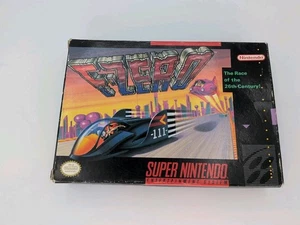 F-ZERO
Nintendo
The Race
of the
26th Century!
111
SUPER NINTENDO
ENTERTAINMENT SYSTEM